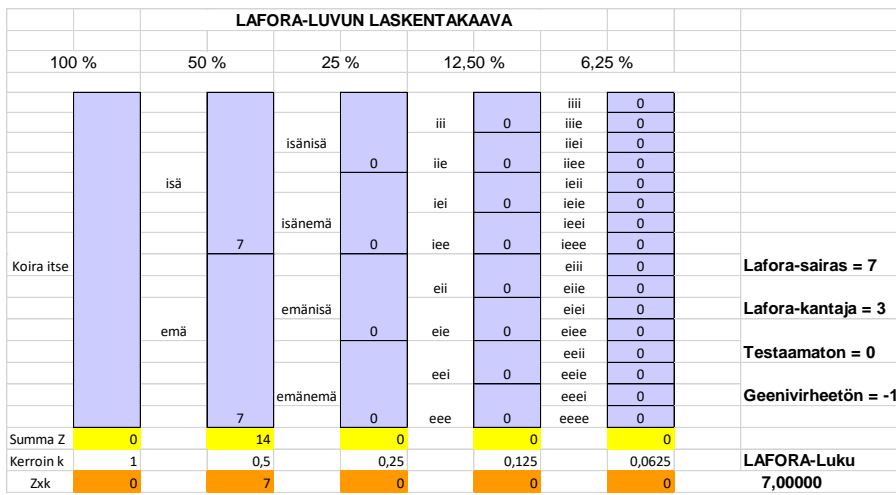 LAFORA-LUVUN LASKENTAKAAVA
100 % 50 % 25 % 12,50 % 6,25 %
iiii 0
iii 0 iiie 0
isänisä iiei 0
0 iie 0 iiee 0
isä ieii 0
iei 0 ieie 0
isänemä ieei 0
7 0 iee 0 ieee 0
Koira itse eiii 0 Lafora-sairas = 7
eii 0 eiie 0
emänisä eiei 0 Lafora-kantaja = 3
emä 0 eie 0 eiee 0
eeii 0 Testaamaton = 0
eei 0 eeie 0
emänemä eeei 0 Geenivirheetön = -1
7 0 eee 0 eeee 0
Summa Z 0 14 0 0 0
Kerroin k 1 0,5 0,25 0,125 0,0625 LAFORA-Luku
Zxk 0 7 0 0 0 7,00000